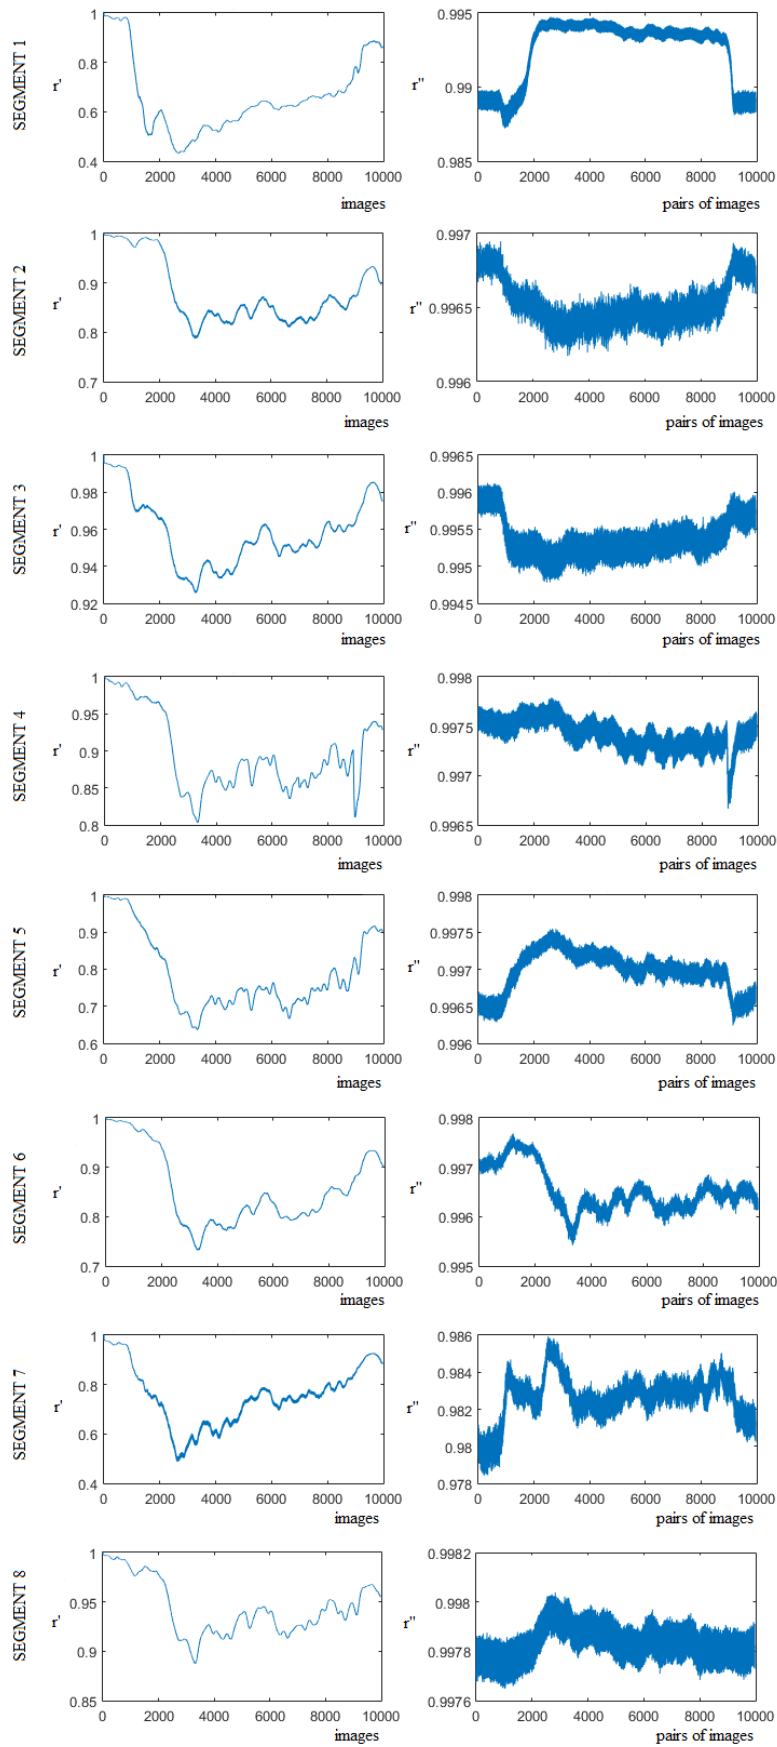 SEGMENT 1
1
0.8
r'
0.6
0.4
0 2000 4000 6000 8000 10000
images
0.995
0.99
r''
0.985
0 2000 4000 6000 8000 10000
pairs of images
SEGMENT 2
1
0.9
r'
0.8
0.7
0 2000 4000 6000 8000 10000
images
0.997
r''
0.9965
0.996
0 2000 4000 6000 8000 10000
pairs of images
SEGMENT 3
1
0.98
r'
0.96
0.94
0.92
0 2000 4000 6000 8000 10000
images
0.9965
0.996
r''
0.9955
0.995
0.9945
0 2000 4000 6000 8000 10000
pairs of images
SEGMENT 4
1
0.95
r'
0.9
0.85
0.8
0 2000 4000 6000 8000 10000
images
0.998
0.9975
r''
0.997
0.9965
0 2000 4000 6000 8000 10000
pairs of images
SEGMENT 5
1
0.9
r'
0.8
0.7
0.6
0 2000 4000 6000 8000 10000
images
0.998
0.9975
r''
0.997
0.9965
0.996
0 2000 4000 6000 8000 10000
pairs of images
SEGMENT 6
1
0.9
r'
0.8
0.7
0 2000 4000 6000 8000 10000
images
0.998
0.997
r''
0.996
0.995
0 2000 4000 6000 8000 10000
pairs of images
SEGMENT 7
1
0.8
r'
0.6
0.4
0 2000 4000 6000 8000 10000
images
0.986
0.984
r''
0.982
0.98
0.978
0 2000 4000 6000 8000 10000
pairs of images
SEGMENT 8
1
0.95
r'
0.9
0.85
0 2000 4000 6000 8000 10000
images
0.9982
0.998
r''
0.9978
0.9976
0 2000 4000 6000 8000 10000
pairs of images